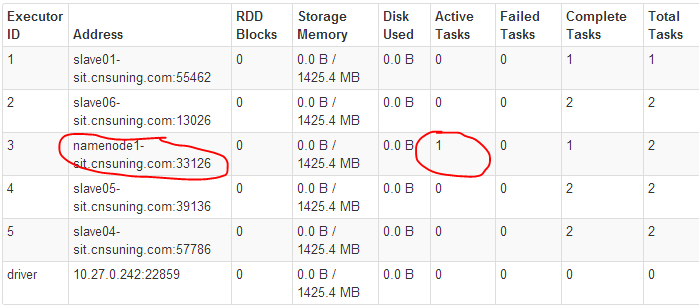 Executor ID Address RDD Blocks Storage Memory Disk Used Active Tasks Failed Tasks Complete Tasks Total Tasks
1 slave01-sit.cnsuning.com:55462 0 0.0 B / 1425.4 MB 0.0 B 0 0 1 1
2 slave06-sit.cnsuning.com:13026 0 0.0 B / 1425.4 MB 0.0 B 0 0 2 2
3 namenode1-sit.cnsuning.com:33126 0 0.0 B / 1425.4 MB 0.0 B 1 0 1 2
4 slave05-sit.cnsuning.com:39136 0 0.0 B / 1425.4 MB 0.0 B 0 0 2 2
5 slave04-sit.cnsuning.com:57786 0 0.0 B / 1425.4 MB 0.0 B 0 0 2 2
driver 10.27.0.242:22859 0 0.0 B / 1425.4 MB 0.0 B 0 0 0 0